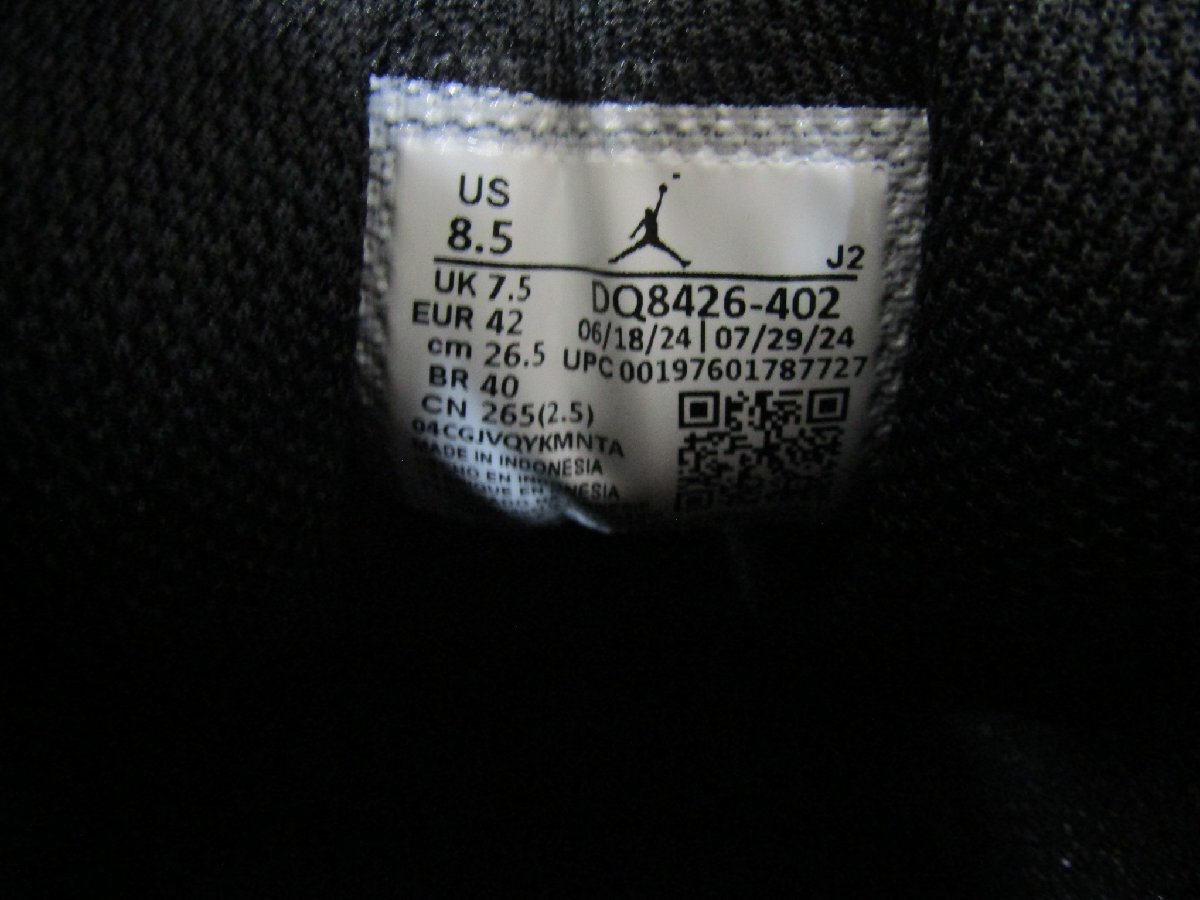 US
8.5
J2
UK 7.5
EUR 42
cm 26.5
BR 40
CN 265(2.5)
DQ8426-402
06/18/24|07/29/24
UPC 00197601787727
04CGJVQYKMNTA
MADE IN INDONESIA
EN